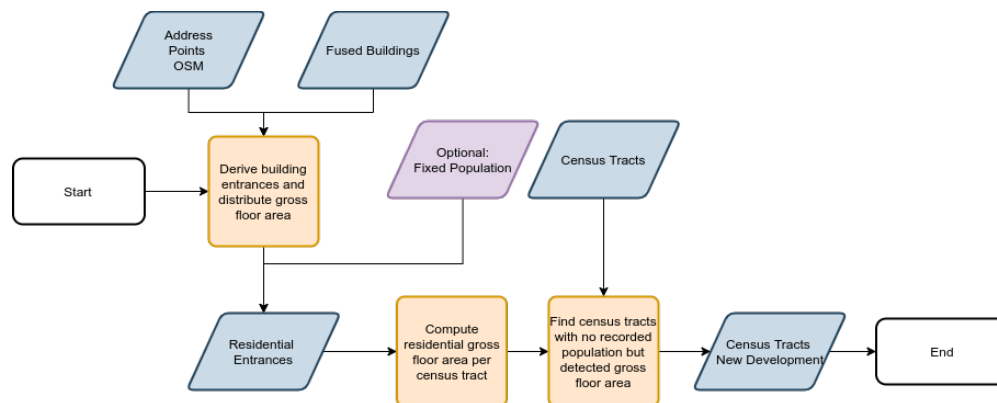 Address
Points
OSM
Fused Buildings
Start
Derive building
entrances and
distribute gross
floor area
Optional:
Fixed Population
Census Tracts
Residential
Entrances
Compute
residential gross
floor area per
census tract
Find census tracts
with no recorded
population but
detected gross
floor area
Census Tracts
New Development
End